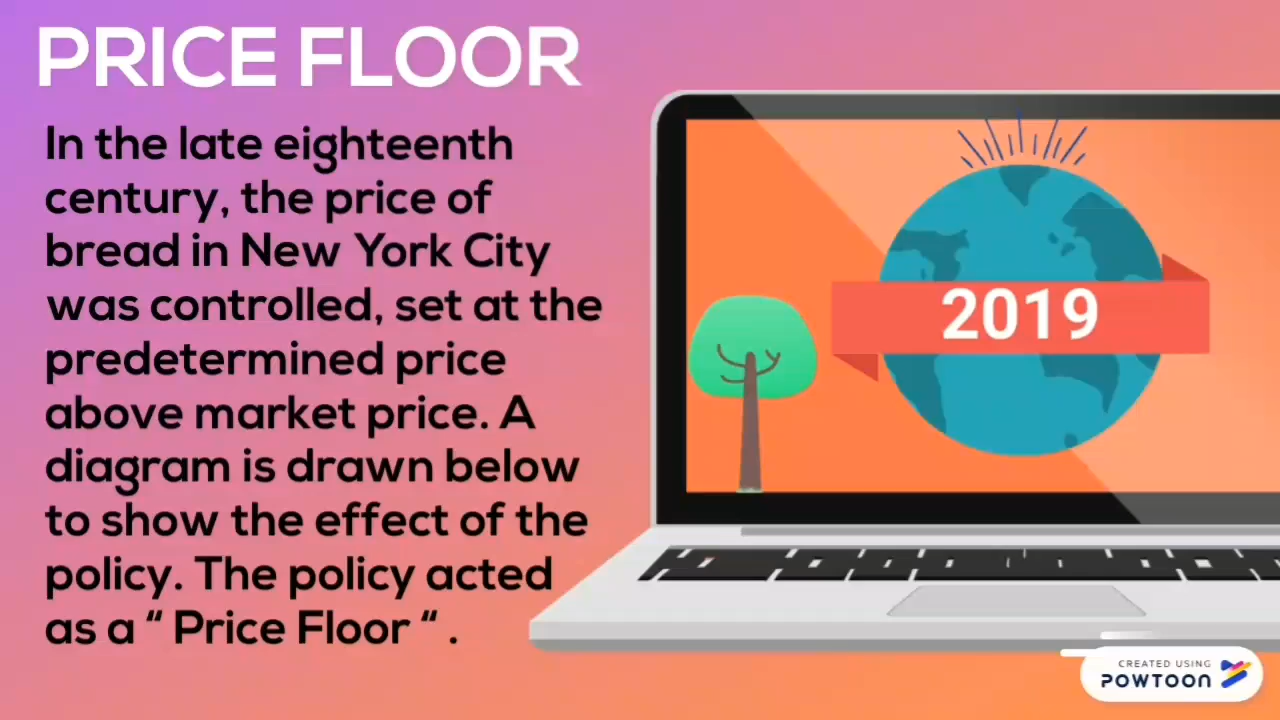 PRICE FLOOR
In the late eighteenth
century, the price of
bread in New York City
was controlled, set at the
predetermined price
above market price. A
diagram is drawn below
to show the effect of the
policy. The policy acted
as a “ Price Floor “ .
2019
CREATED USING
POWTOON